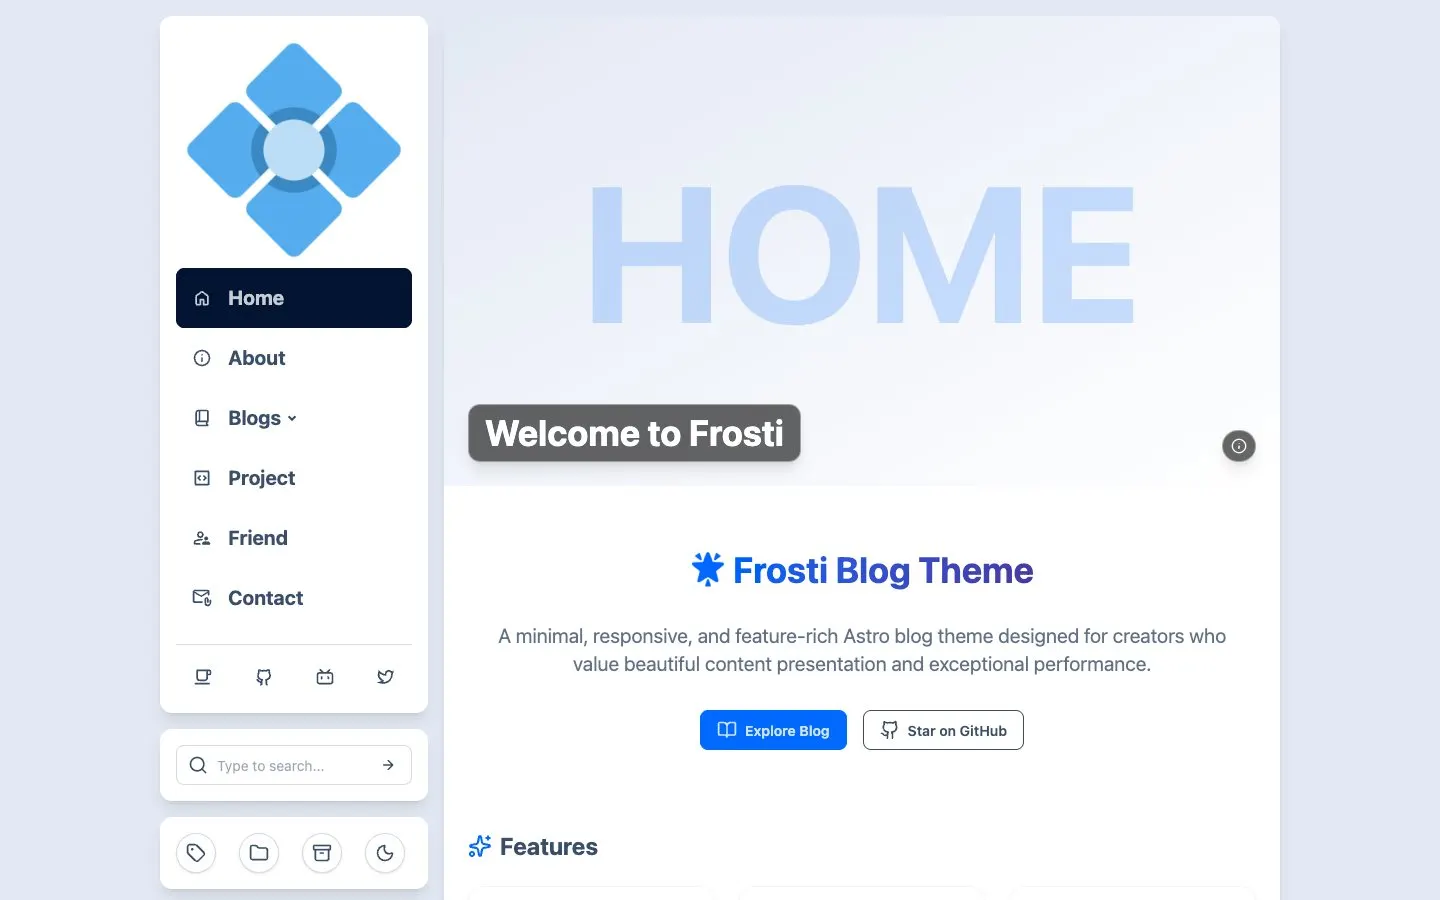 Home
About
Blogs
Project
Friend
Contact
Type to search...
HOME
Welcome to Frosti
Frosti Blog Theme
A minimal, responsive, and feature-rich Astro blog theme designed for creators who
value beautiful content presentation and exceptional performance.
Explore Blog
Star on GitHub
Features